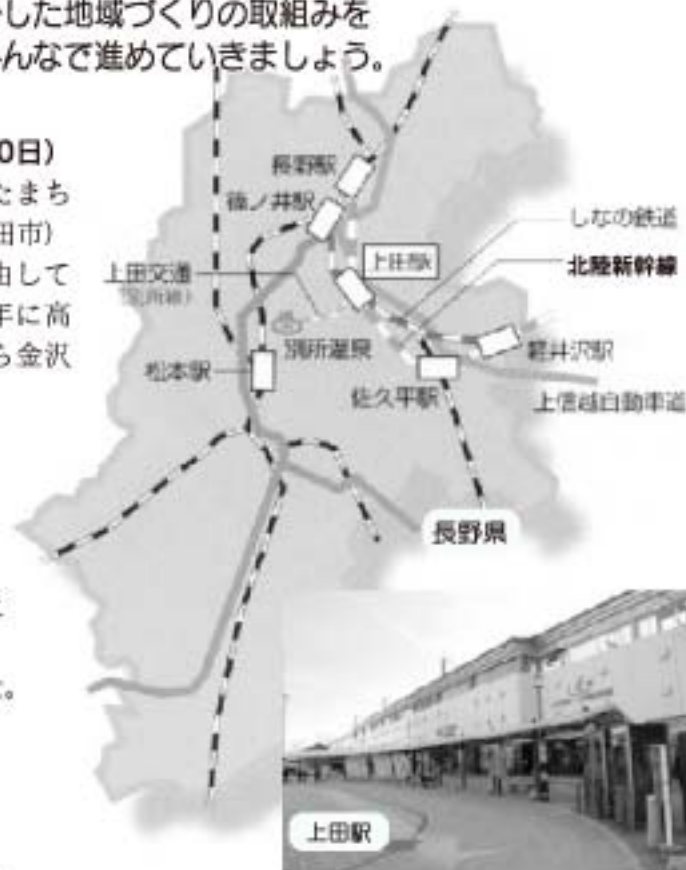 した地域づくりの取組みを
んなで進めていきましょう。
0日）
たまち
田市）
由して
年に高
ら金沢
長野駅
篠ノ井駅
しなの鉄道
上田駅
北陸新幹線
上田交通
（別所線）
別所温泉
軽井沢駅
松本駅
佐久平駅
上信越自動車道
長野県
。
上田駅